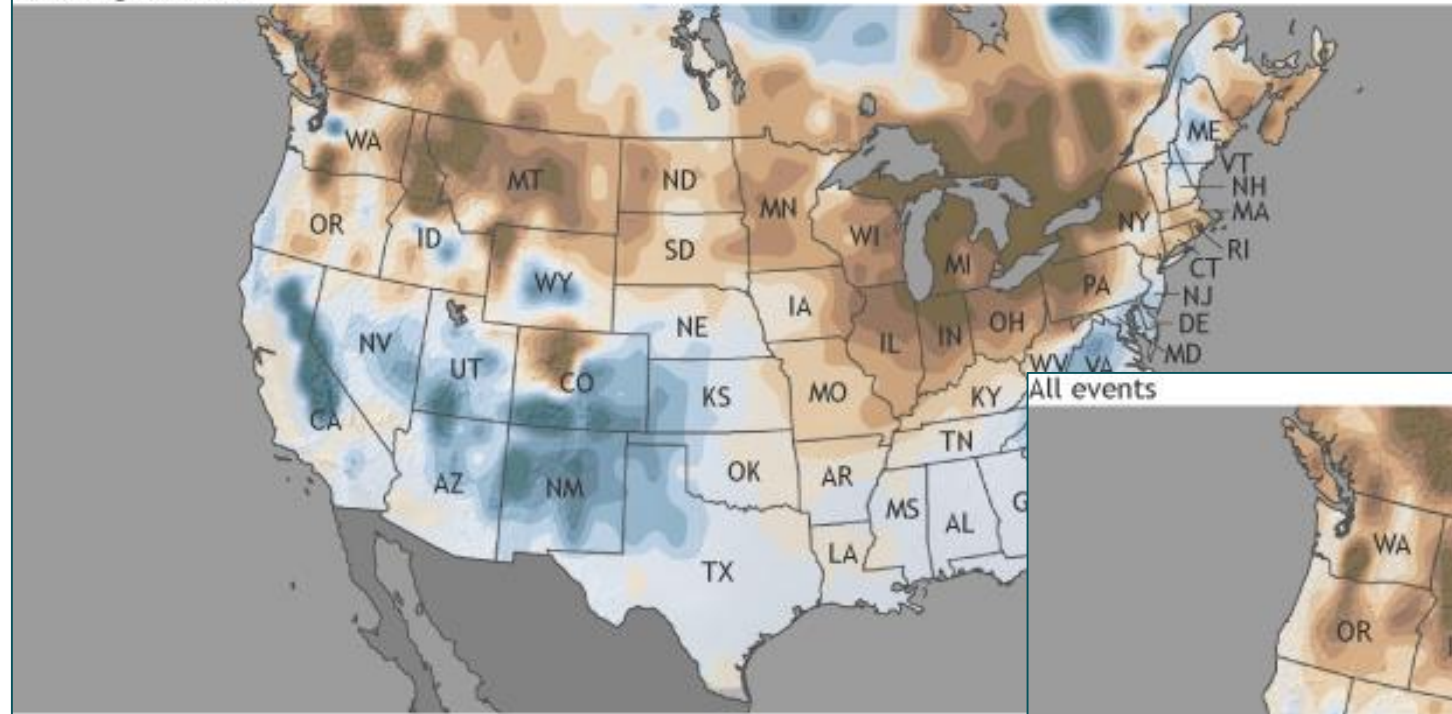 WA
MT
ND
MN
ME
VT
NH
MA
OR
ID
SD
WI
MI
NY
RI
CT
WY
IA
PA
NJ
NE
IL
IN
OH
DE
NV
UT
CO
WV
VA
MD
CA
KS
MO
KY
All events
AZ
NM
OK
AR
TN
MS
AL
G
TX
LA
WA
OR